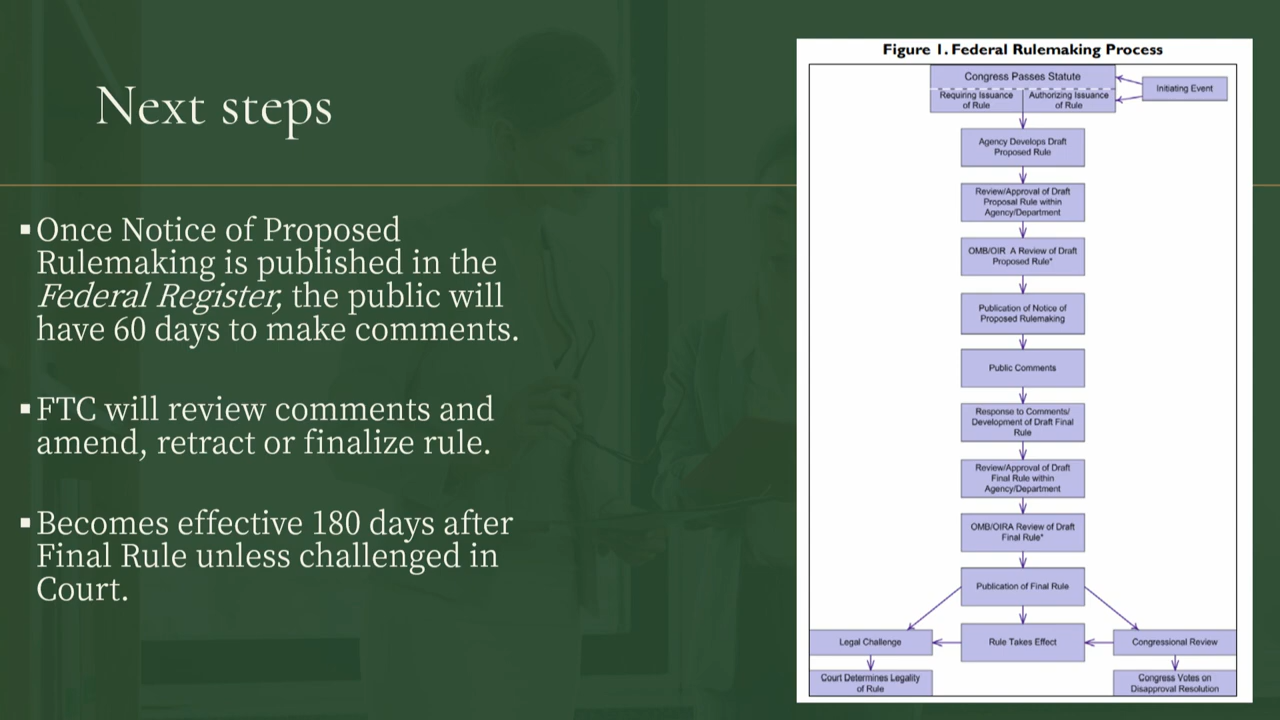 Next steps
▪Once Notice of Proposed
Rulemaking is published in the
Federal Register, the public will
have 60 days to make comments.
▪FTC will review comments and
amend, retract or finalize rule.
▪Becomes effective 180 days after
Final Rule unless challenged in
Court.
Figure 1. Federal Rulemaking Process
Congress Passes Statute
Initiating Event
Requiring Issuance
of Rule
Authorizing Issuance
of Rule
Agency Develops Draft
Proposed Rule
Review/Approval of Draft
Proposal Rule within
Agency/Department
OMB/OIR A Review of Draft
Proposed Rule*
Publication of Notice of
Proposed Rulemaking
Public Comments
Response to Comments/
Development of Draft Final
Rule
Review/Approval of Draft
Final Rule within
Agency/Department
OMB/OIRA Review of Draft
Final Rule*
Publication of Final Rule
Legal Challenge
Rule Takes Effect
Congressional Review
Court Determines Legality
of Rule
Congress Votes on
Disapproval Resolution